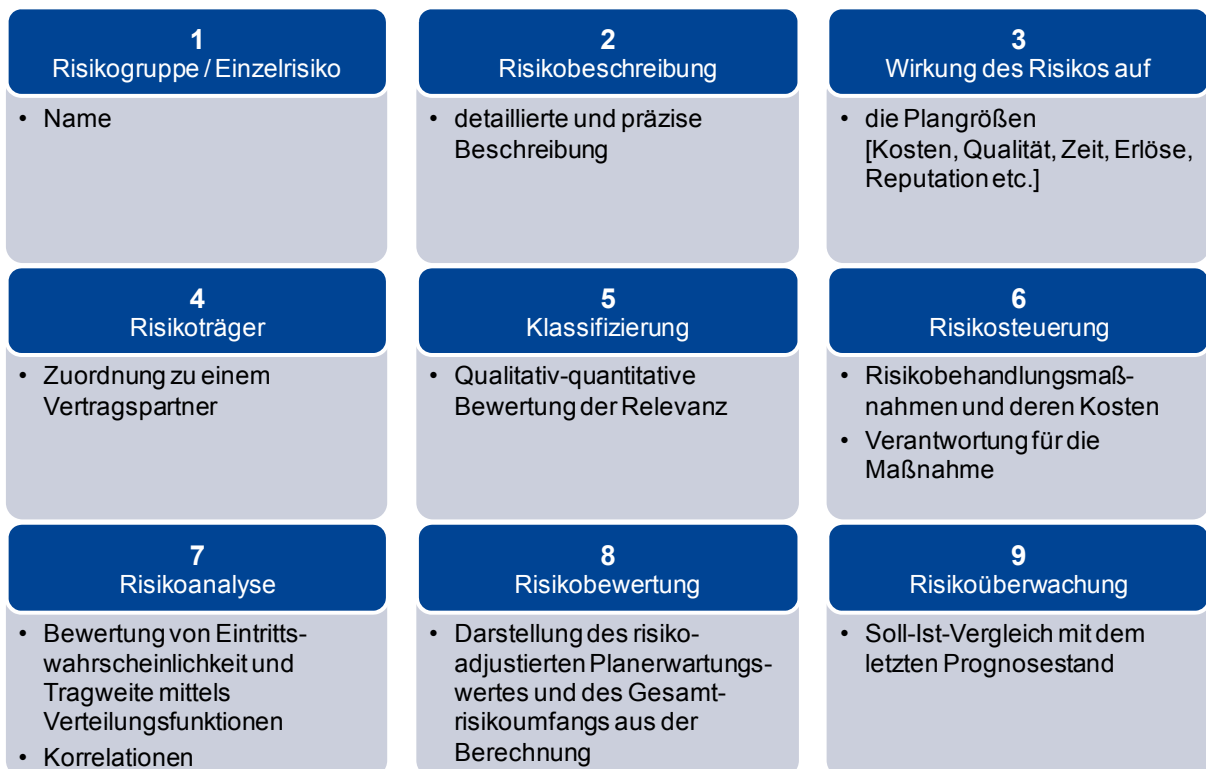 1
Risikogruppe / Einzelrisiko
• Name
2
Risikobeschreibung
• detaillierte und präzise
Beschreibung
3
Wirkung des Risikos auf
• die Plangrößen
[Kosten, Qualität, Zeit, Erlöse,
Reputation etc.]
4
Risikoträger
• Zuordnung zu einem
Vertragspartner
5
Klassifizierung
• Qualitativ-quantitative
Bewertung der Relevanz
6
Risikosteuerung
• Risikobehandlungsmaß-
nahmen und deren Kosten
• Verantwortung für die
Maßnahme
7
Risikoanalyse
• Bewertung von Eintritts-
wahrscheinlichkeit und
Tragweite mittels
Verteilungsfunktionen
• Korrelationen
8
Risikobewertung
• Darstellung des risiko-
adjustierten Planerwartungs-
wertes und des Gesamt-
risikoumfangs aus der
Berechnung
9
Risikoüberwachung
• Soll-Ist-Vergleich mit dem
letzten Prognosestand